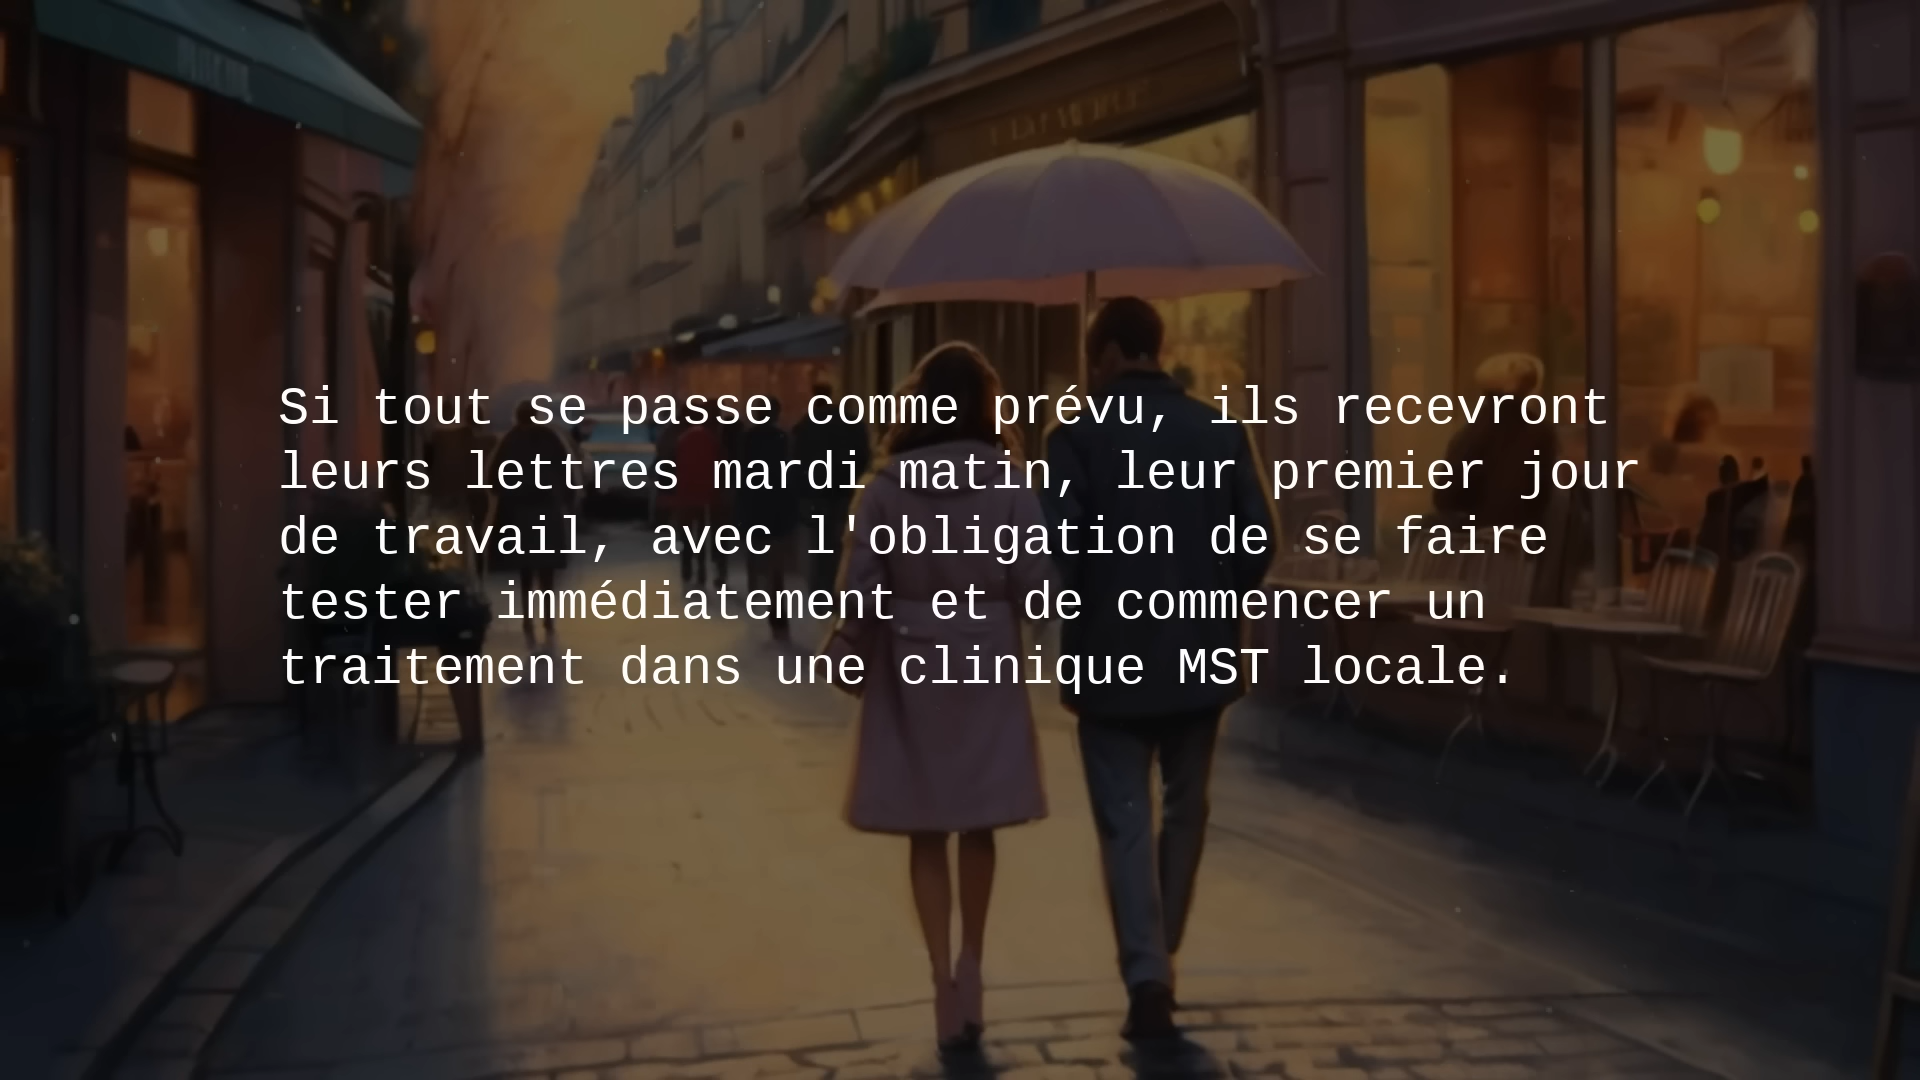 Si tout se passe comme prévu, ils recevront
leurs lettres mardi matin, leur premier jour
de travail, avec l'obligation de se faire
tester immédiatement et de commencer un
traitement dans une clinique MST locale.